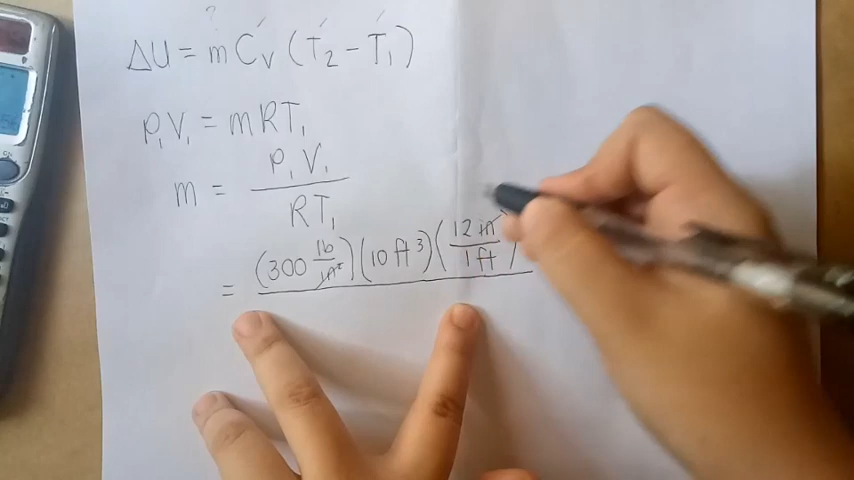 ?
ΔU = m Cᵥ (T₂ − T₁)
P₁V₁ = mRT₁
m = P₁V₁
RT₁
= (300 lb/in²)(10 ft³)(12 in/1 ft)